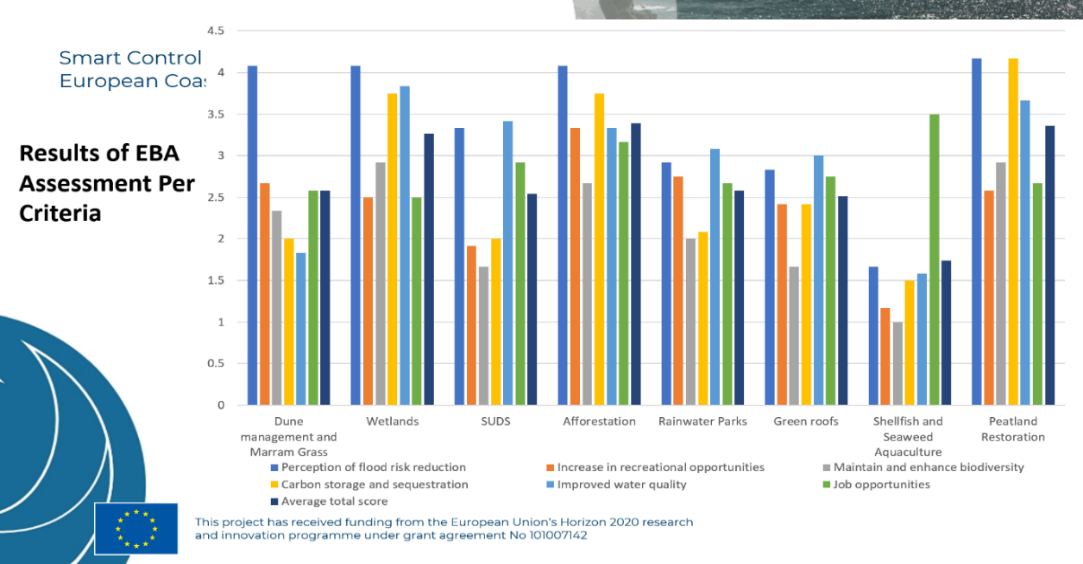 Smart Control
European Coa
Results of EBA
Assessment Per
Criteria
4.5
4
3.5
3
2.5
2
1.5
1
0.5
0
Dune
management and
Marram Grass
Wetlands
SUDS
Afforestation
Rainwater Parks
Green roofs
Shellfish and
Seaweed
Aquaculture
Peatland
Restoration
Perception of flood risk reduction
Increase in recreational opportunities
Maintain and enhance biodiversity
Carbon storage and sequestration
Improved water quality
Job opportunities
Average total score
This project has received funding from the European Union's Horizon 2020 research
and innovation programme under grant agreement No 101007142